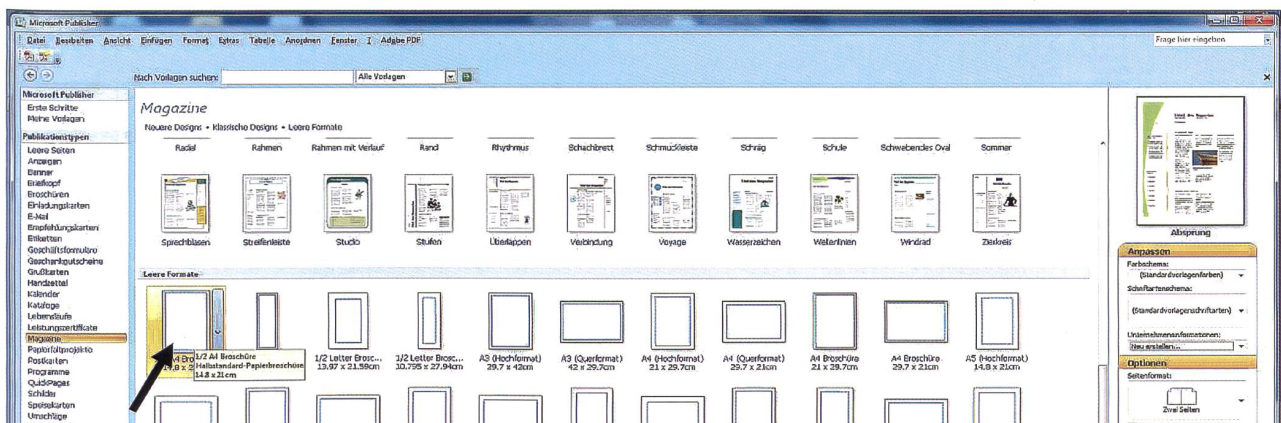 Microsoft Publisher
Datei Bearbeiten Ansicht Einfügen Format Extras Tabelle Anordnen Fenster ? Adobe PDF
Frage hier eingeben
Nach Vorlagen suchen: Alle Vorlagen
Microsoft Publisher
Erste Schritte
Meine Vorlagen
Publikationstypen
Leere Seiten
Anzeigen
Banner
Briefkopf
Broschüren
Einladungskarten
E-Mail
Empfehlungskarten
Etiketten
Geschäftsformulare
Geschenkgutscheine
Grußkarten
Handzettel
Kalender
Kataloge
Lebensläufe
Leistungszertifikate
Magazine
Papierfaltprojekte
Postkarten
Programme
QuickPages
Schilder
Speisekarten
Umschläge
Magazine
Neuere Designs • Klassische Designs • Leere Formate
Radial Rahmen Rahmen mit Verlauf Rand Rhythmus Schachbrett Schmuckleiste Schräg Schule Schwebendes Oval Sommer
Sprechblasen Streifenleiste Studio Stufen Überlappen Verbindung Voyage Wasserzeichen Wellenlinien Windrad Zierkreis
Leere Formate
1/2 Letter Brosc... 1/2 Letter Brosc... A3 (Hochformat) A3 (Querformat) A4 (Hochformat) A4 (Querformat) A4 Broschüre A4 Broschüre A5 (Hochformat)
13.97 x 21.59cm 10.795 x 27.94cm 29.7 x 42cm 42 x 29.7cm 21 x 29.7cm 29.7 x 21cm 21 x 29.7cm 29.7 x 21cm 14.8 x 21cm
1/2 A4 Broschüre
Halbstandard-Papierbroschüre
14.8 x 21cm
Absprung
Anpassen
Farbschema:
(Standardvorlagenfarben)
Schriftartenschema:
(Standardvorlagenschriftarten)
Unternehmensinformationen:
Neu erstellen...
Optionen
Seitenformat:
Zwei Seiten